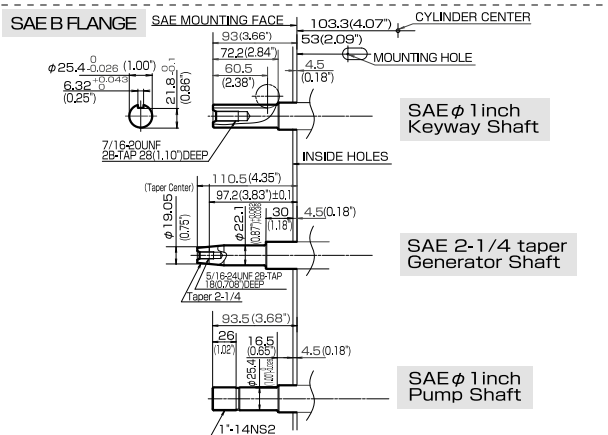 SAE B FLANGE
SAE MOUNTING FACE
103.3(4.07")
CYLINDER CENTER
93(3.66")
53(2.09")
MOUNTING HOLE
72.2(2.84")
60.5
(2.38")
4.5
(0.18")
φ25.4 0 -0.026 (1.00")
6.32 +0.043 0
(0.25")
21.8 0 -0.1
(0.86")
SAEφ 1inch
Keyway Shaft
7/16-20UNF
2B-TAP 28(1.10")DEEP
INSIDE HOLES
110.5(4.35")
(Taper Center)
97.2(3.83")±0.1
φ19.05
(0.75")
φ22.1
(0.87")
30
(1.18")
4.5(0.18")
SAE 2-1/4 taper
Generator Shaft
5/16-24UNF 2B-TAP
18(0.708")DEEP
Taper 2-1/4
93.5(3.68")
26
(1.02")
16.5
(0.65")
4.5(0.18")
φ25.4
SAEφ 1inch
Pump Shaft
1"-14NS2